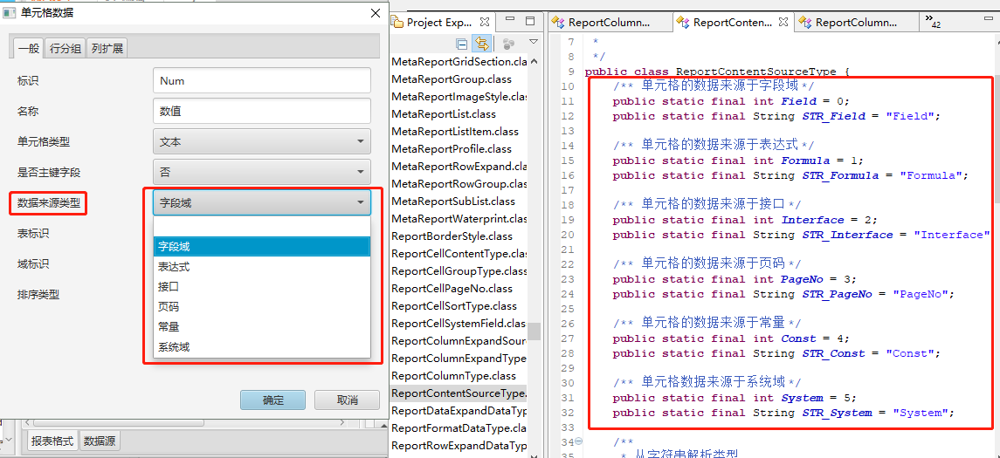 单元格数据
一般 行分组 列扩展
标识 Num
名称 数值
单元格类型 文本
是否主键字段 否
数据来源类型 字段域
表标识
域标识
排序类型
字段域
表达式
接口
页码
常量
系统域
确定 取消
报表格式 数据源
Project Exp...
MetaReportGridSection.cla
MetaReportGroup.class
MetaReportImageStyle.class
MetaReportList.class
MetaReportListItem.class
MetaReportProfile.class
MetaReportRowExpand.cla
MetaReportRowGroup.class
MetaReportSubList.class
MetaReportWaterprint.class
ReportBorderStyle.class
ReportCellContentType.class
ReportCellGroupType.class
ReportCellPageNo.class
ReportCellSortType.class
ReportCellSystemField.class
ReportColumnExpandSour
ReportColumnExpandType
ReportColumnType.class
ReportContentSourceType.
ReportDataExpandDataTyp
ReportFormatDataType.class
ReportRowExpandDataTyp
ReportColumn... ReportConten... ReportColumn... »42
7 *
8 */
9 public class ReportContentSourceType {
10 /** 单元格的数据来源于字段域 */
11 public static final int Field = 0;
12 public static final String STR_Field = "Field";
13
14 /** 单元格的数据来源于表达式 */
15 public static final int Formula = 1;
16 public static final String STR_Formula = "Formula";
17
18 /** 单元格的数据来源于接口 */
19 public static final int Interface = 2;
20 public static final String STR_Interface = "Interface"
21
22 /** 单元格的数据来源于页码 */
23 public static final int PageNo = 3;
24 public static final String STR_PageNo = "PageNo";
25
26 /** 单元格的数据来源于常量 */
27 public static final int Const = 4;
28 public static final String STR_Const = "Const";
29
30 /** 单元格数据来源于系统域 */
31 public static final int System = 5;
32 public static final String STR_System = "System";
33
34 /**
35 * 从字符串解析类型